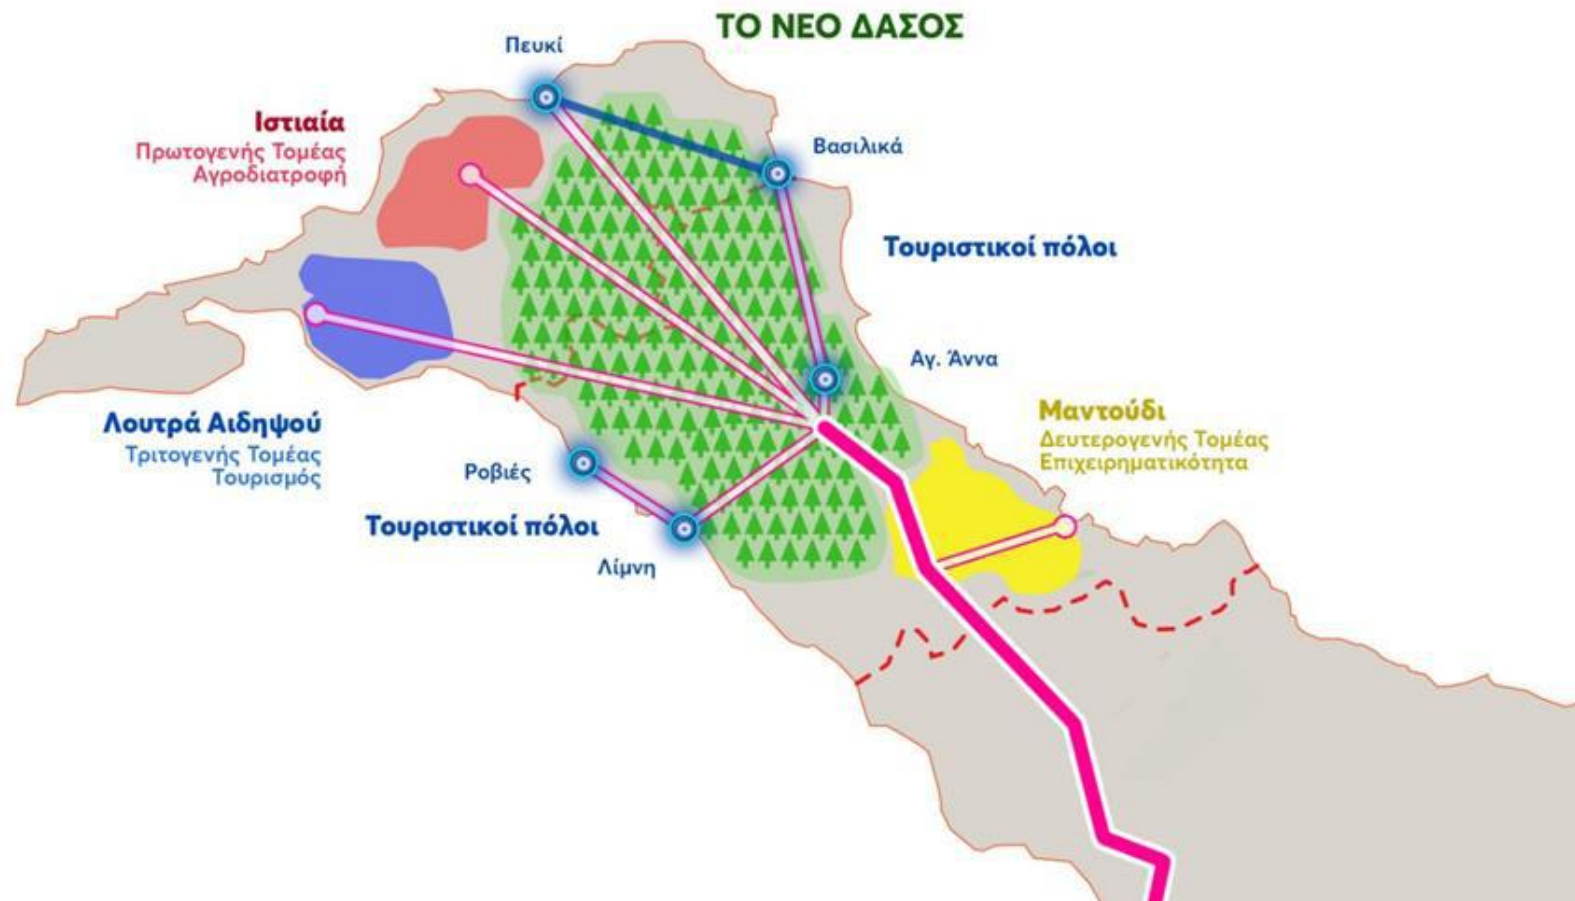 ΤΟ ΝΕΟ ΔΑΣΟΣ
Πευκί
Ιστιαία
Πρωτογενής Τομέας
Αγροδιατροφή
Βασιλικά
Τουριστικοί πόλοι
Αγ. Άννα
Μαντούδι
Δευτερογενής Τομέας
Επιχειρηματικότητα
Λουτρά Αιδηψού
Τριτογενής Τομέας
Τουρισμός
Ροβιές
Τουριστικοί πόλοι
Λίμνη